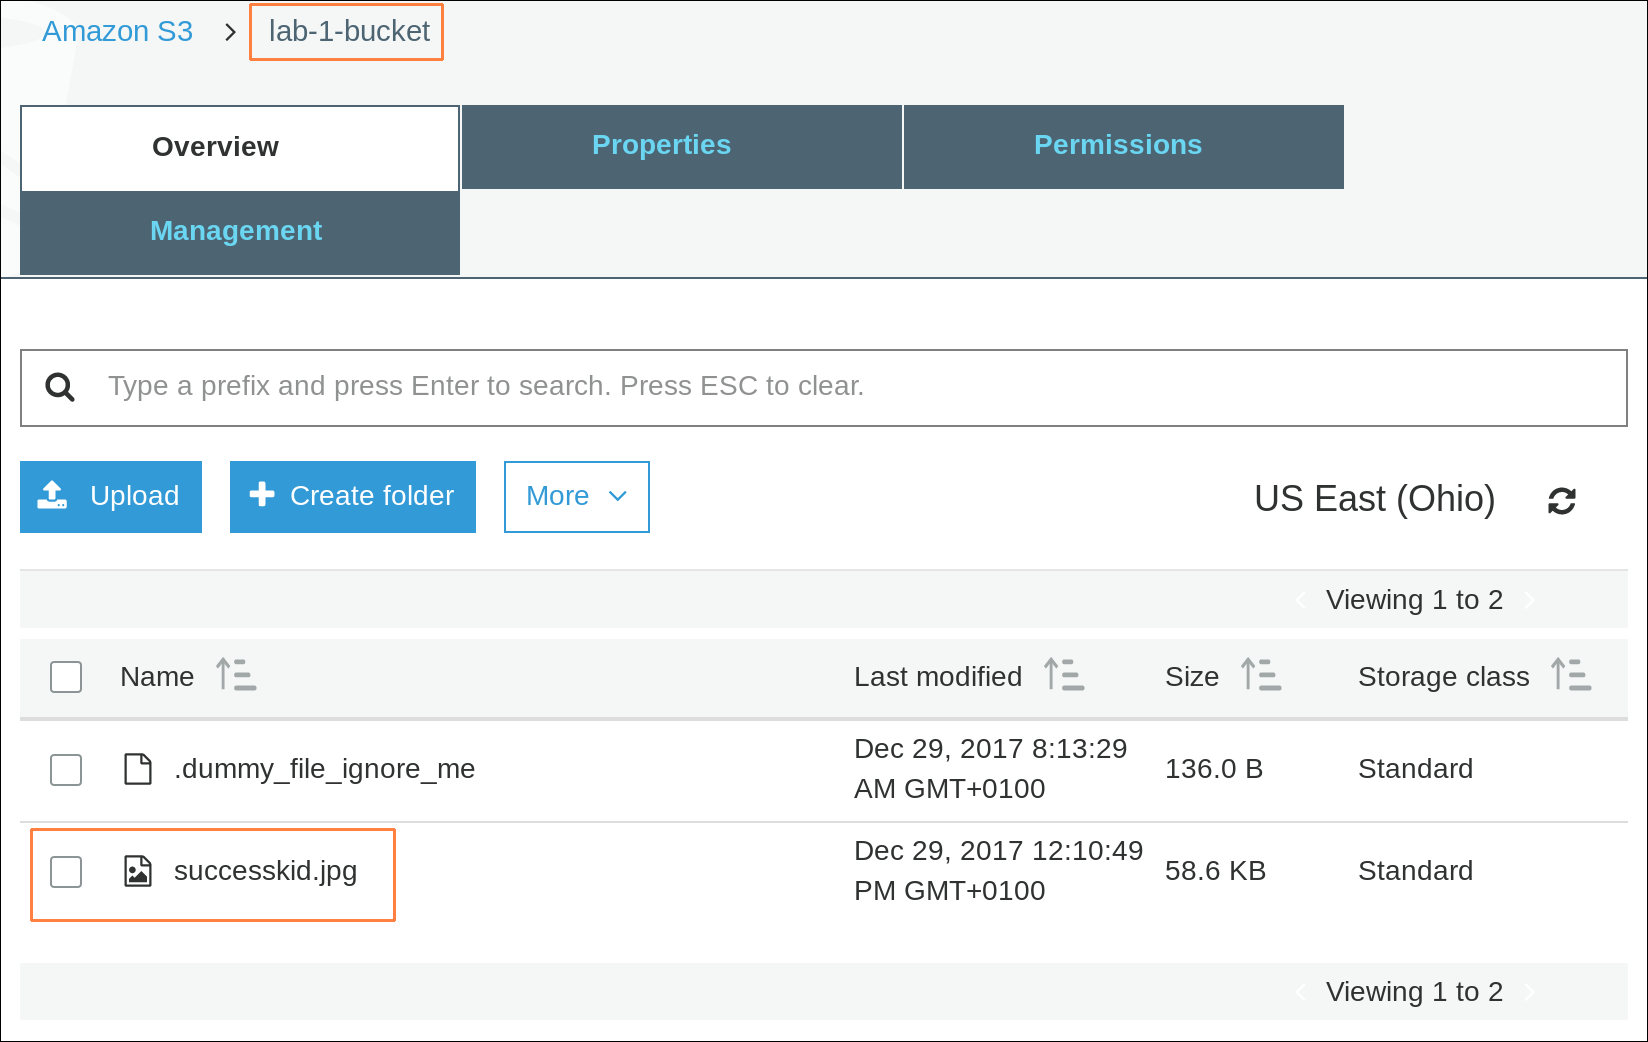 Amazon S3 > lab-1-bucket
Overview Properties Permissions
Management
Type a prefix and press Enter to search. Press ESC to clear.
Upload Create folder More US East (Ohio)
Viewing 1 to 2
Name Last modified Size Storage class
.dummy_file_ignore_me Dec 29, 2017 8:13:29 136.0 B Standard
AM GMT+0100
successkid.jpg Dec 29, 2017 12:10:49 58.6 KB Standard
PM GMT+0100
Viewing 1 to 2